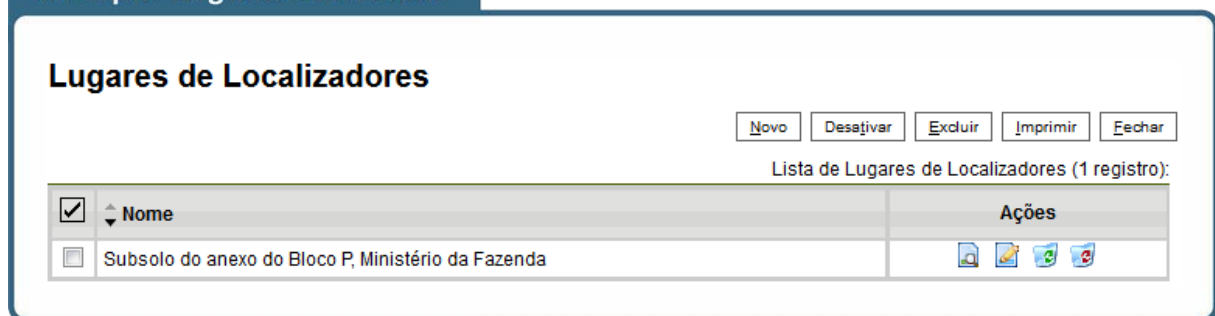 Lugares de Localizadores
Novo Desativar Excluir Imprimir Fechar
Lista de Lugares de Localizadores (1 registro):
Nome Ações
Subsolo do anexo do Bloco P, Ministério da Fazenda